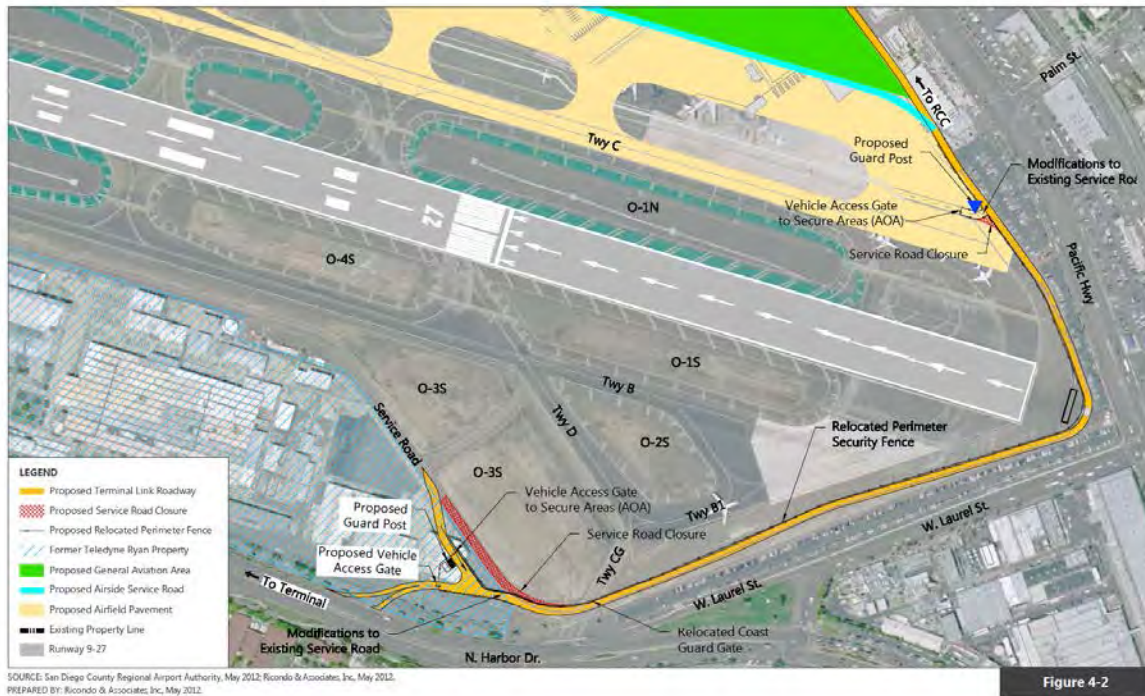 Palm St.
To RCC
Proposed
Guard Post
Modifications to
Existing Service Roa
Twy C
Vehicle Access Gate
to Secure Areas (AOA)
O-1N
Service Road Closure
27
Pacific Hwy
O-4S
O-1S
O-3S
Twy B
Service Road
Twy D
O-2S
Relocated Perimeter
Security Fence
O-3S
Vehicle Access Gate
to Secure Areas (AOA)
Twy B1
W. Laurel St.
Proposed
Guard Post
Service Road Closure
Proposed Vehicle
Access Gate
Twy CG
To Terminal
W. Laurel St.
Modifications to
Existing Service Road
Relocated Coast
Guard Gate
N. Harbor Dr.
LEGEND
Proposed Terminal Link Roadway
Proposed Service Road Closure
Proposed Relocated Perimeter Fence
Former Teledyne Ryan Property
Proposed General Aviation Area
Proposed Airside Service Road
Proposed Airfield Pavement
Existing Property Line
Runway 9-27
SOURCE: San Diego County Regional Airport Authority, May 2012; Ricondo & Associates, Inc, May 2012.
PREPARED BY: Ricondo & Associates, Inc, May 2012.
Figure 4-2